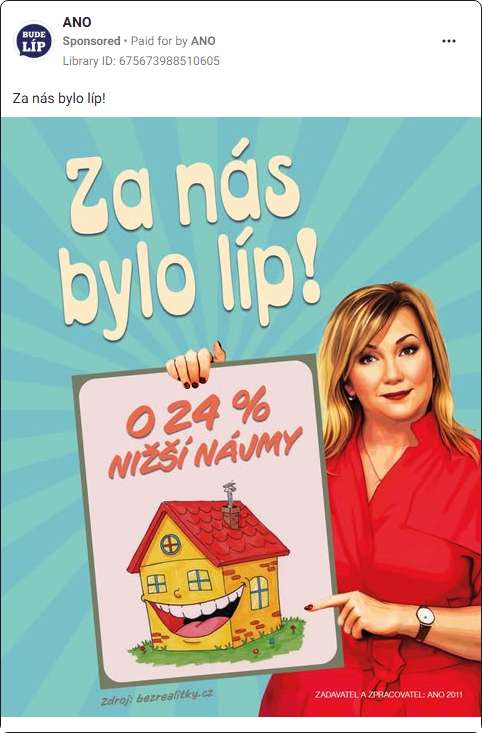 ANO
BUDE
LÍP
Sponsored • Paid for by ANO
Library ID: 675673988510605
Za nás bylo líp!
Za nás
bylo líp!
O 24 %
NIŽŠÍ NÁJMY
zdroj: bezrealitky.cz
ZADAVATEL A ZPRACOVATEL: ANO 2011